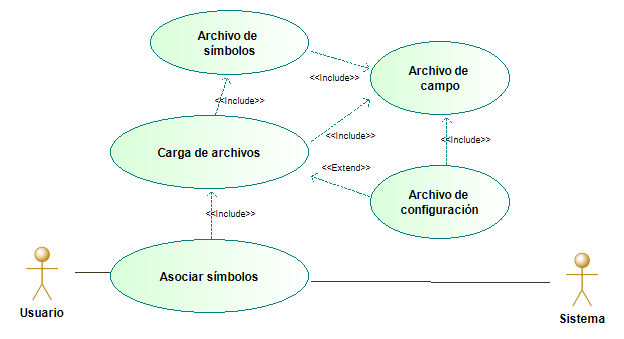 Archivo de
símbolos
Archivo de
campo
<<Include>>
<<Include>>
Carga de archivos
<<Include>>
<<Include>>
<<Extend>>
Archivo de
configuración
<<Include>>
Asociar símbolos
Usuario
Sistema